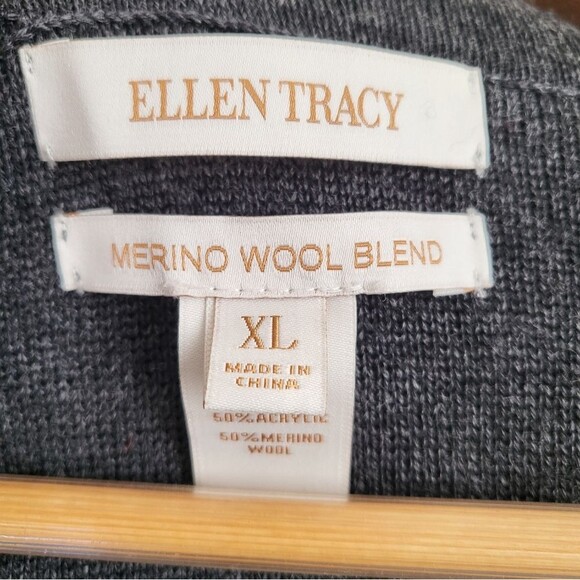 ELLEN TRACY
MERINO WOOL BLEND
XL
MADE IN
CHINA
50% ACRYLIC
50% MERINO
WOOL